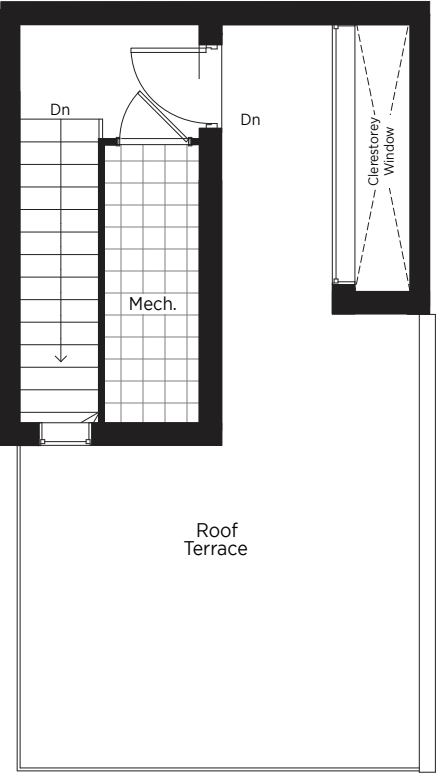 Dn
Dn
Clerestorey
Window
Mech.
Roof
Terrace